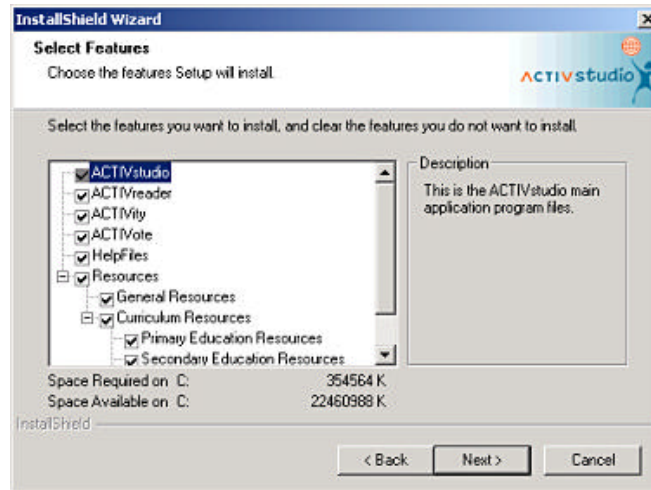 InstallShield Wizard
Select Features
Choose the features Setup will install.
ACTIVstudio
Select the features you want to install, and clear the features you do not want to install.
ACTIVstudio
ACTIVreader
ACTIVity
ACTIVote
HelpFiles
Resources
General Resources
Curriculum Resources
Primary Education Resources
Secondary Education Resources
Description
This is the ACTIVstudio main
application program files.
Space Required on C: 354564 K
Space Available on C: 22460988 K
InstallShield
< Back
Next >
Cancel